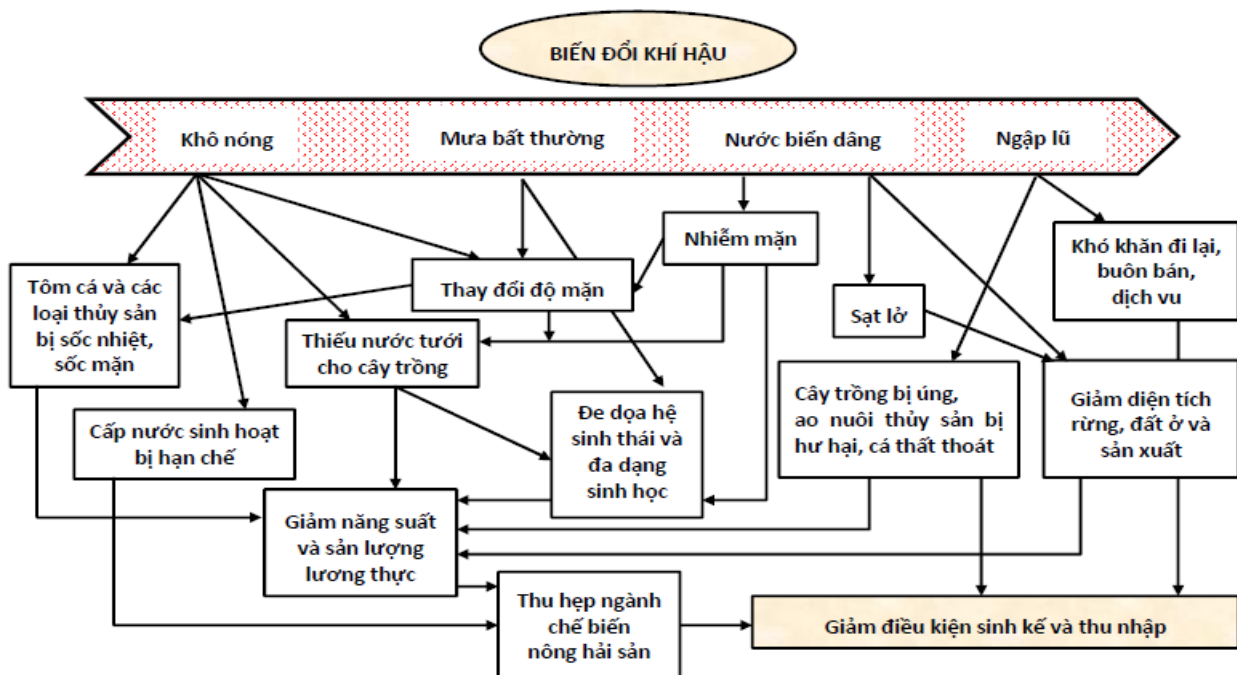 BIẾN ĐỔI KHÍ HẬU
Khô nóng
Mưa bất thường
Nước biển dâng
Ngập lũ
Nhiễm mặn
Khó khăn đi lại,
buôn bán,
dịch vu
Tôm cá và các
loại thủy sản
bị sốc nhiệt,
sốc mặn
Thay đổi độ mặn
Sạt lở
Thiếu nước tưới
cho cây trồng
Cây trồng bị úng,
ao nuôi thủy sản bị
hư hại, cá thất thoát
Giảm diện tích
rừng, đất ở và
sản xuất
Đe dọa hệ
sinh thái và
đa dạng
sinh học
Cấp nước sinh hoạt
bị hạn chế
Giảm năng suất
và sản lượng
lương thực
Thu hẹp ngành
chế biến
nông hải sản
Giảm điều kiện sinh kế và thu nhập